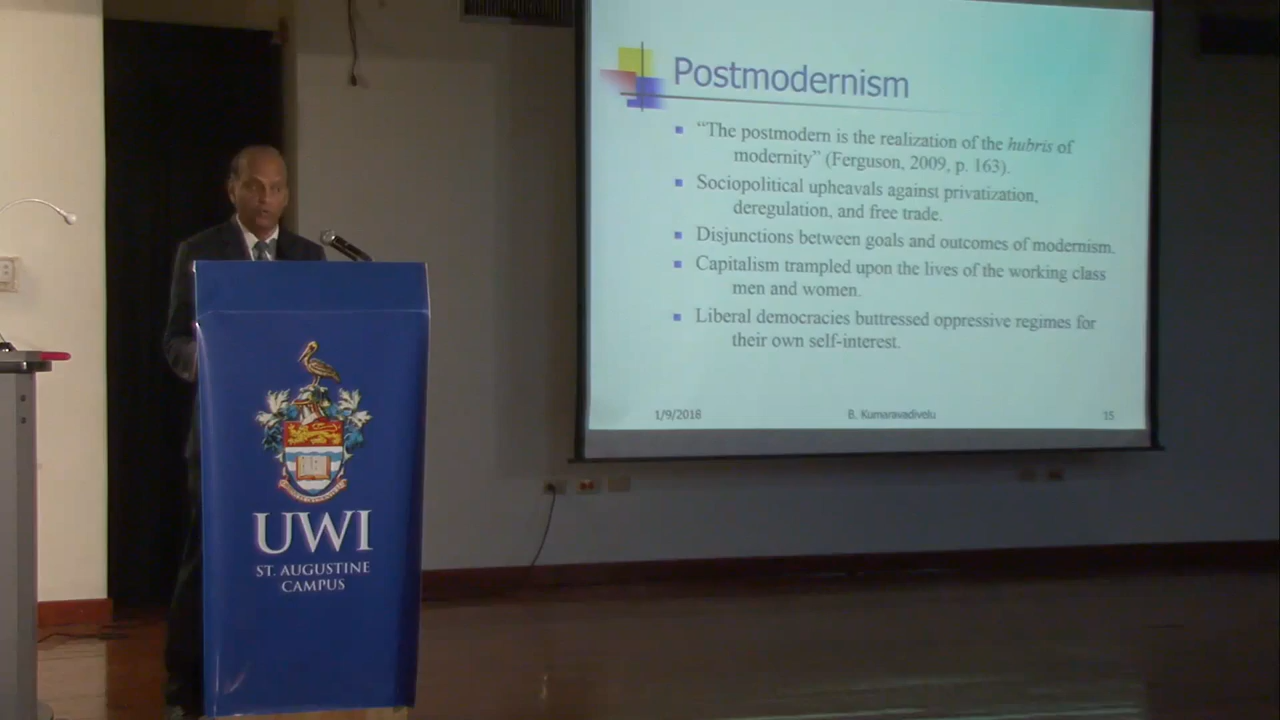 Postmodernism
“The postmodern is the realization of the hubris of
modernity” (Ferguson, 2009, p. 163).
Sociopolitical upheavals against privatization,
deregulation, and free trade.
Disjunctions between goals and outcomes of modernism.
Capitalism trampled upon the lives of the working class
men and women.
Liberal democracies buttressed oppressive regimes for
their own self-interest.
1/9/2018 B. Kumaravadivelu 15
UWI
ST. AUGUSTINE
CAMPUS